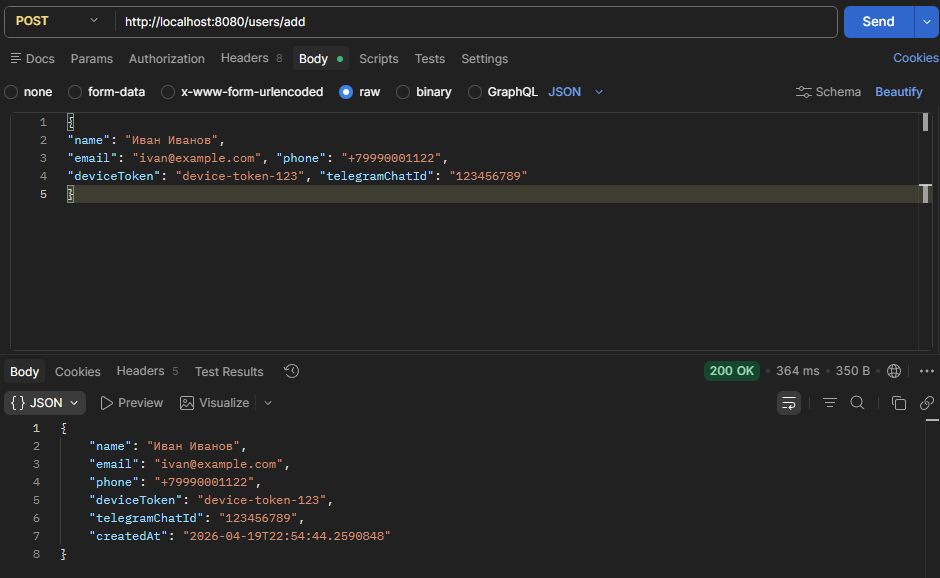 POST http://localhost:8080/users/add Send
Docs Params Authorization Headers 8 Body Scripts Tests Settings Cookies
none form-data x-www-form-urlencoded raw binary GraphQL JSON Schema Beautify
1 {
2 "name": "Иван Иванов",
3 "email": "ivan@example.com", "phone": "+79990001122",
4 "deviceToken": "device-token-123", "telegramChatId": "123456789"
5 }
Body Cookies Headers 5 Test Results 200 OK • 364 ms • 350 B
{} JSON Preview Visualize
1 {
2 "name": "Иван Иванов",
3 "email": "ivan@example.com",
4 "phone": "+79990001122",
5 "deviceToken": "device-token-123",
6 "telegramChatId": "123456789",
7 "createdAt": "2026-04-19T22:54:44.2590848"
8 }